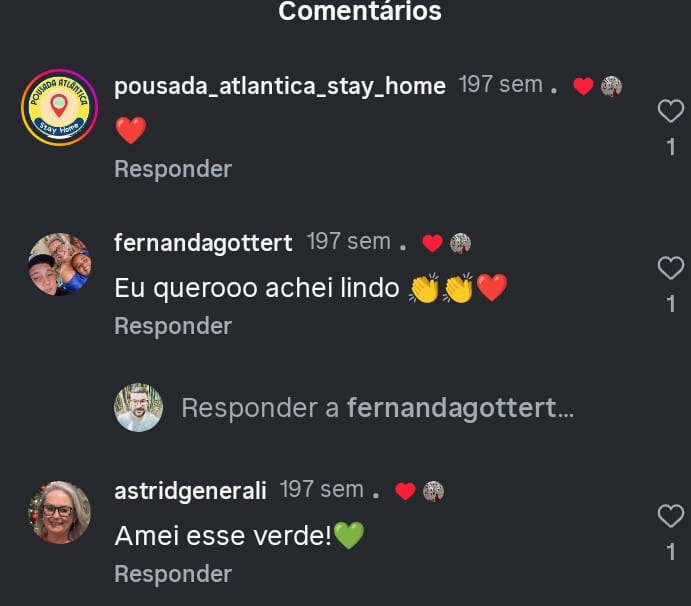 Comentários
POUSADA ATLÂNTICA
Stay Home
pousada_atlantica_stay_home 197 sem .
❤️
1
Responder
fernandagottert 197 sem .
Eu querooo achei lindo 👏👏❤️
1
Responder
Responder a fernandagottert...
astridgenerali 197 sem .
Amei esse verde!💚
1
Responder